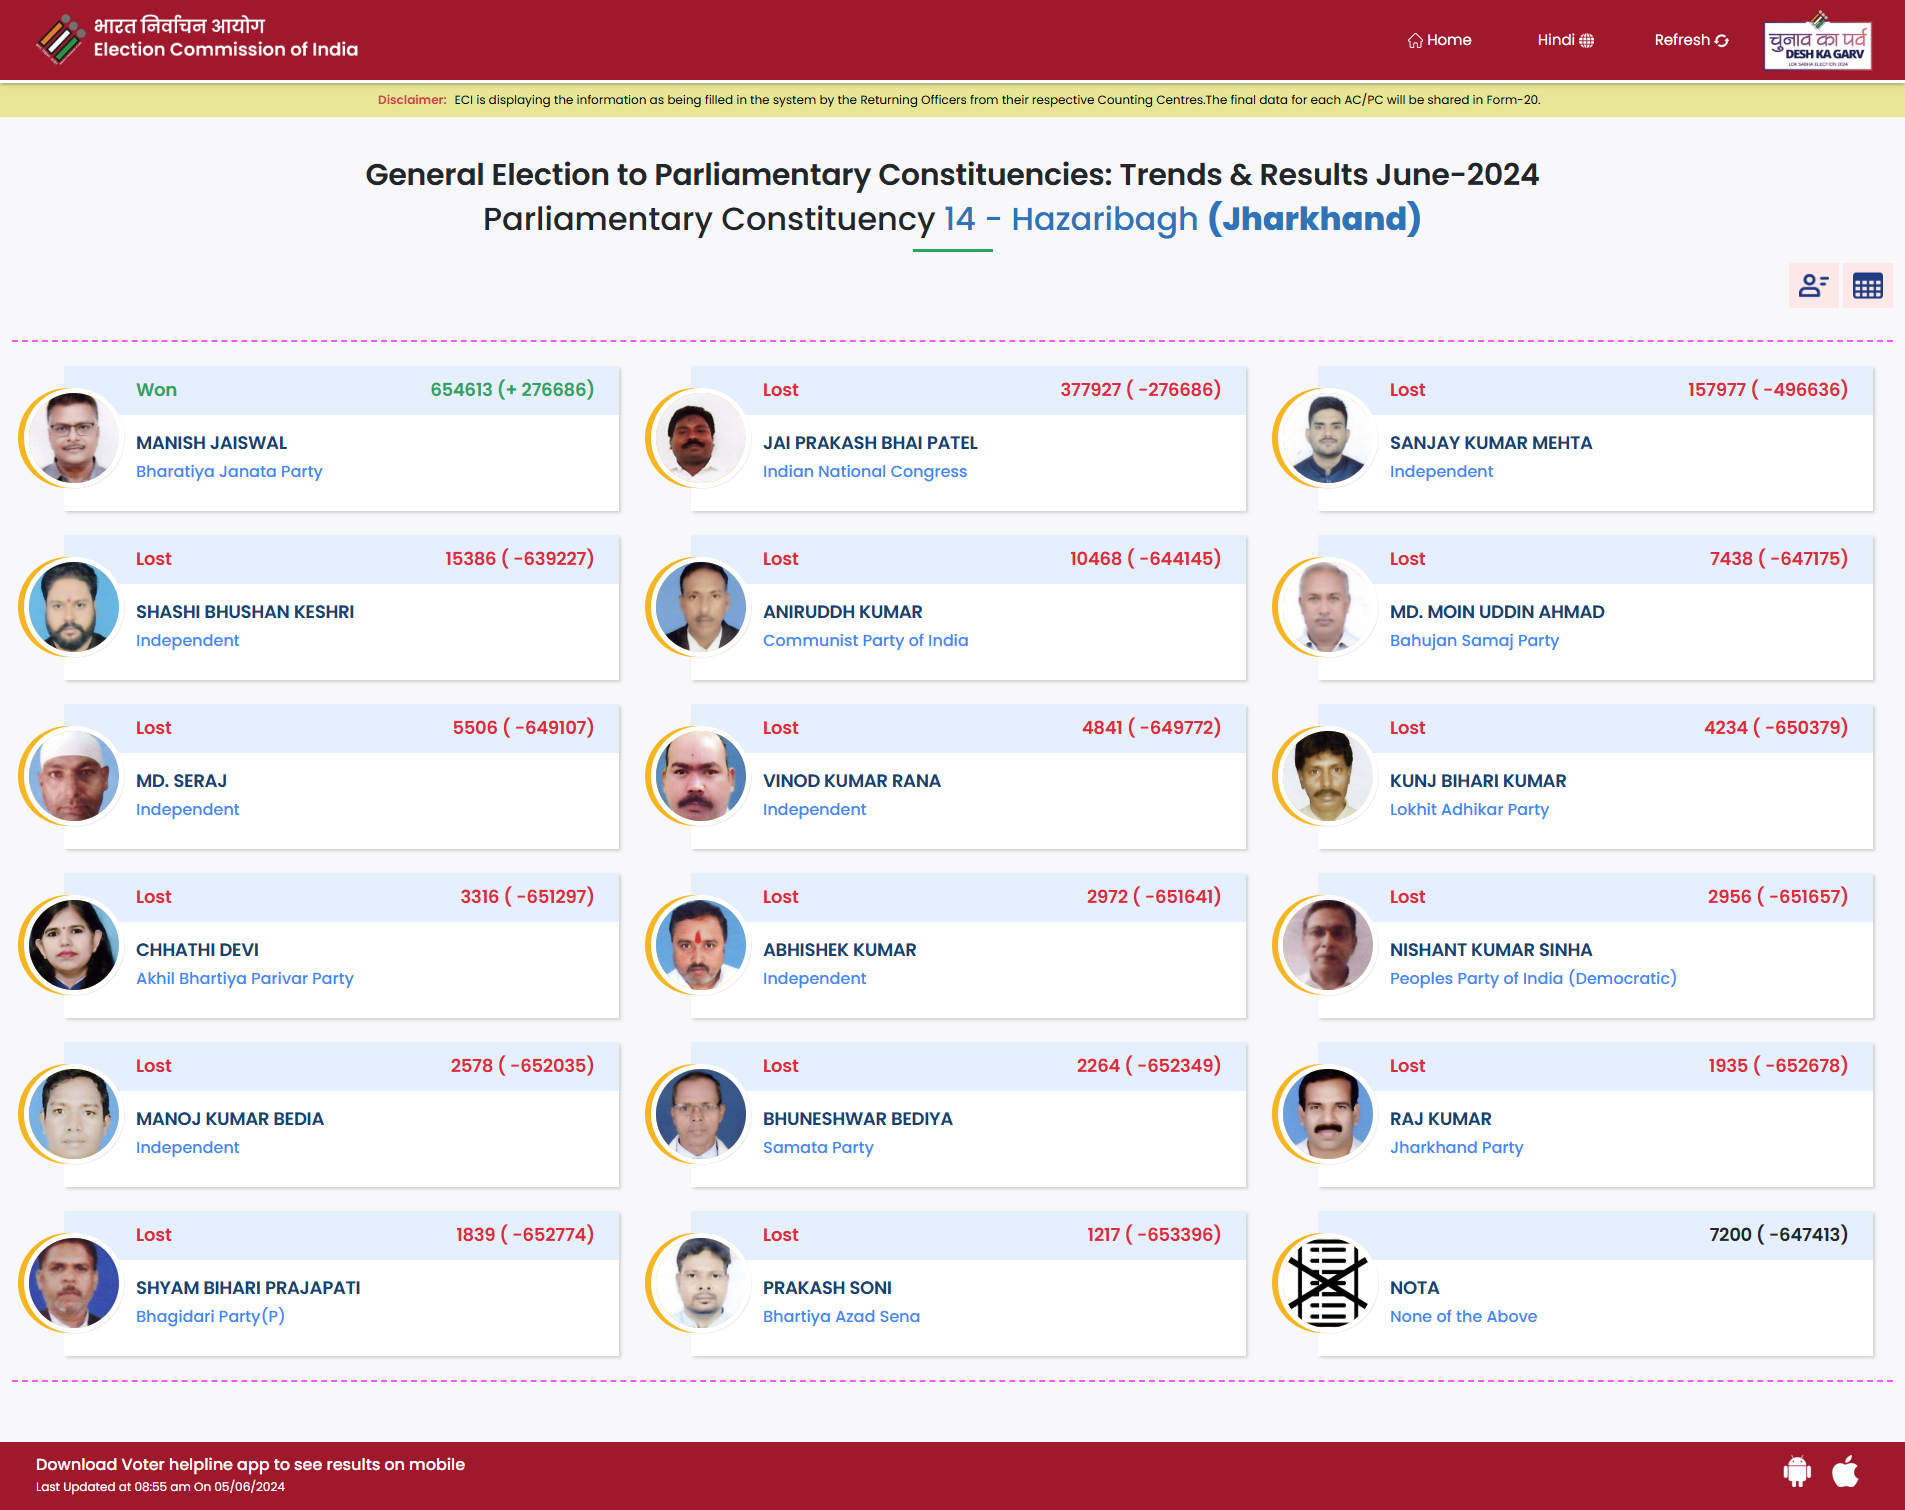 भारत निर्वाचन आयोग
Election Commission of India
Home
Hindi
Refresh
चुनाव का पर्व
DESH KA GARV
LOK SABHA ELECTION 2024
Disclaimer: ECI is displaying the information as being filled in the system by the Returning Officers from their respective Counting Centres.The final data for each AC/PC will be shared in Form-20.
General Election to Parliamentary Constituencies: Trends & Results June-2024
Parliamentary Constituency 14 - Hazaribagh (Jharkhand)
Won 654613 (+ 276686)
MANISH JAISWAL
Bharatiya Janata Party
Lost 377927 ( -276686)
JAI PRAKASH BHAI PATEL
Indian National Congress
Lost 157977 ( -496636)
SANJAY KUMAR MEHTA
Independent
Lost 15386 ( -639227)
SHASHI BHUSHAN KESHRI
Independent
Lost 10468 ( -644145)
ANIRUDDH KUMAR
Communist Party of India
Lost 7438 ( -647175)
MD. MOIN UDDIN AHMAD
Bahujan Samaj Party
Lost 5506 ( -649107)
MD. SERAJ
Independent
Lost 4841 ( -649772)
VINOD KUMAR RANA
Independent
Lost 4234 ( -650379)
KUNJ BIHARI KUMAR
Lokhit Adhikar Party
Lost 3316 ( -651297)
CHHATHI DEVI
Akhil Bhartiya Parivar Party
Lost 2972 ( -651641)
ABHISHEK KUMAR
Independent
Lost 2956 ( -651657)
NISHANT KUMAR SINHA
Peoples Party of India (Democratic)
Lost 2578 ( -652035)
MANOJ KUMAR BEDIA
Independent
Lost 2264 ( -652349)
BHUNESHWAR BEDIYA
Samata Party
Lost 1935 ( -652678)
RAJ KUMAR
Jharkhand Party
Lost 1839 ( -652774)
SHYAM BIHARI PRAJAPATI
Bhagidari Party(P)
Lost 1217 ( -653396)
PRAKASH SONI
Bhartiya Azad Sena
7200 ( -647413)
NOTA
None of the Above
Download Voter helpline app to see results on mobile
Last Updated at 08:55 am On 05/06/2024